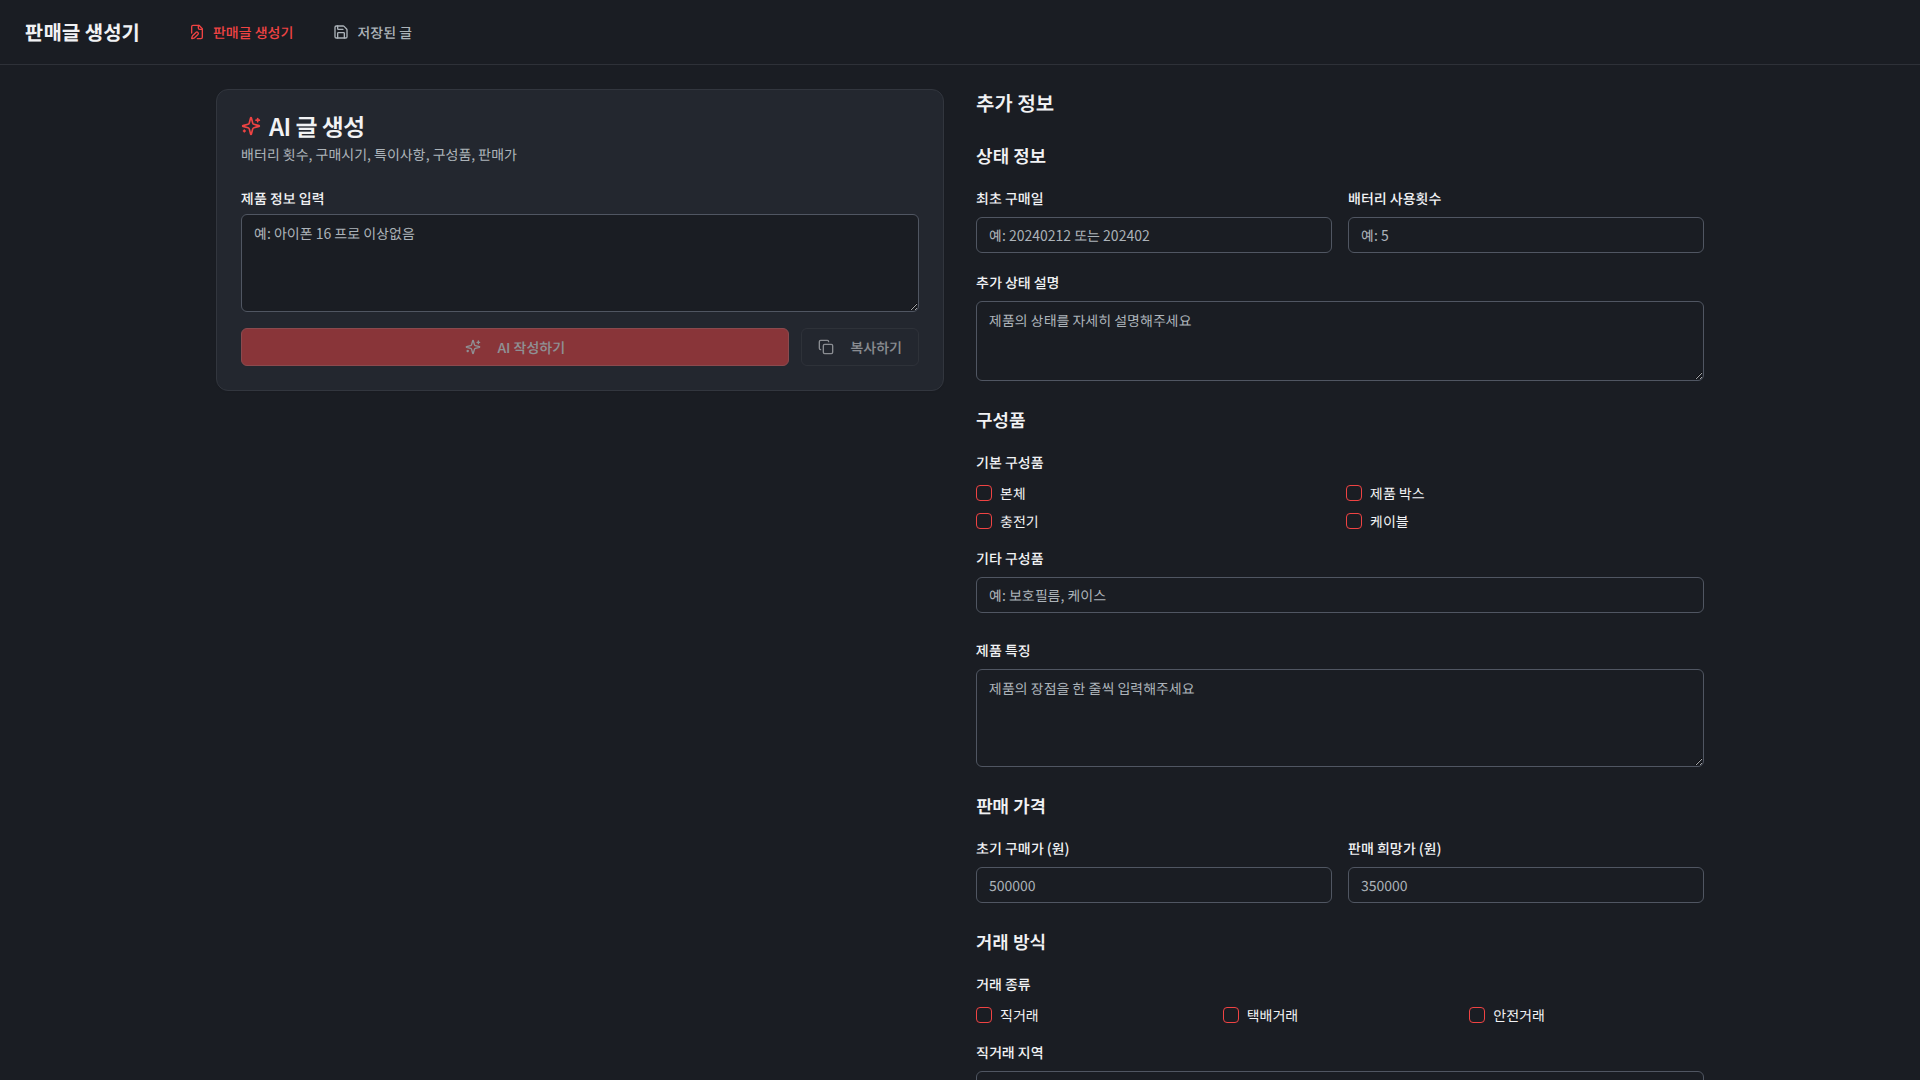 판매글 생성기
판매글 생성기
저장된 글
AI 글 생성
배터리 횟수, 구매시기, 특이사항, 구성품, 판매가
제품 정보 입력
예: 아이폰 16 프로 이상없음
AI 작성하기
복사하기
추가 정보
상태 정보
최초 구매일
배터리 사용횟수
예: 20240212 또는 202402
예: 5
추가 상태 설명
제품의 상태를 자세히 설명해주세요
구성품
기본 구성품
본체
제품 박스
충전기
케이블
기타 구성품
예: 보호필름, 케이스
제품 특징
제품의 장점을 한 줄씩 입력해주세요
판매 가격
초기 구매가 (원)
판매 희망가 (원)
500000
350000
거래 방식
거래 종류
직거래
택배거래
안전거래
직거래 지역